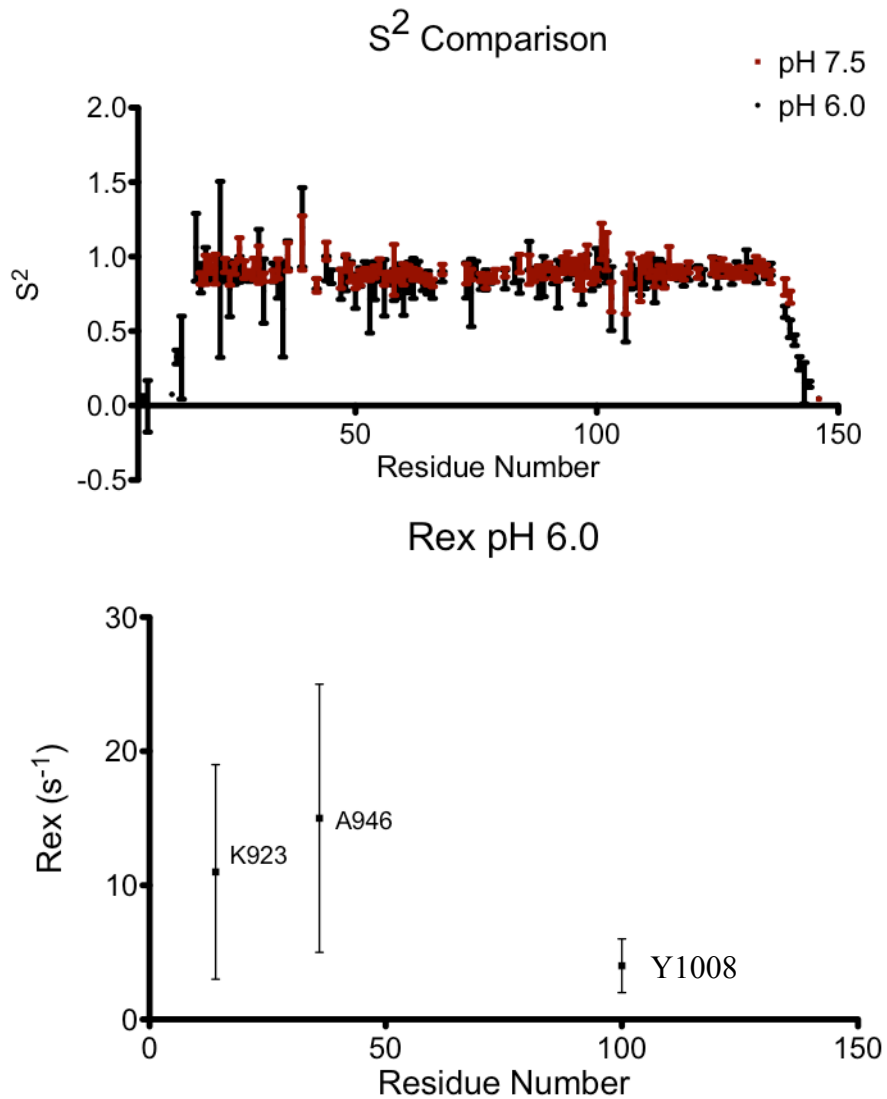 S² Comparison
pH 7.5
pH 6.0
2.0
1.5
1.0
0.5
0.0
-0.5
S²
50
100
150
Residue Number
Rex pH 6.0
30
20
10
0
Rex (s⁻¹)
K923
A946
Y1008
0
50
100
150
Residue Number